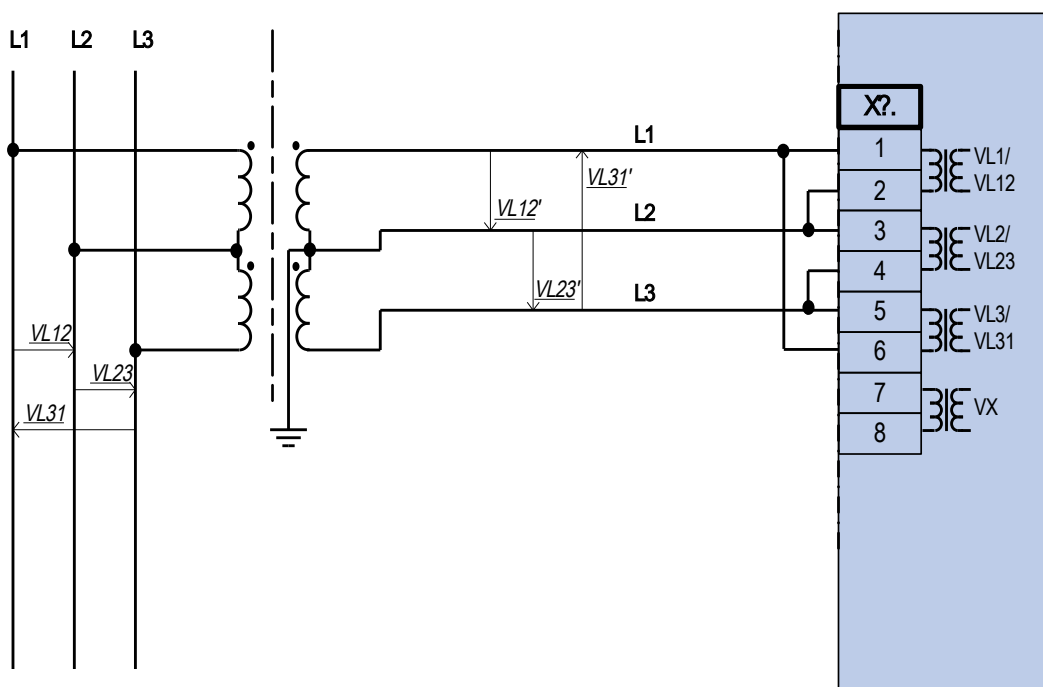 L1 L2 L3
X?.
L1
1
VL1/
VL12
VL31'
2
VL12'
L2
3
VL2/
VL23
4
VL23'
L3
5
VL3/
VL31
VL12
6
VL23
7
VX
VL31
8